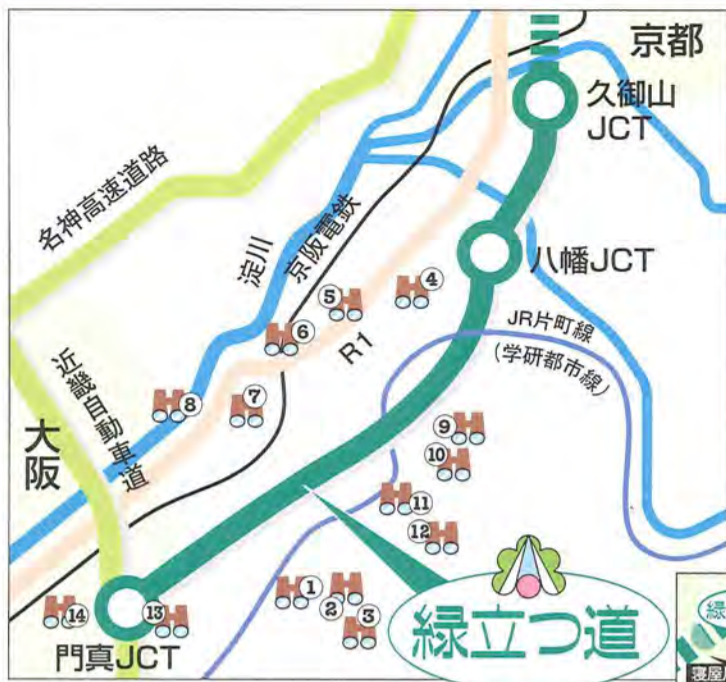 京都
久御山
JCT
名神高速道路
淀川
京阪電鉄
八幡JCT
④
⑤
⑥
R1
JR片町線
(学研都市線)
近畿自動車道
⑧
⑦
大阪
⑨
⑩
⑪
⑫
①
②
③
⑭
⑬
門真JCT
緑立つ道
緑
寝屋